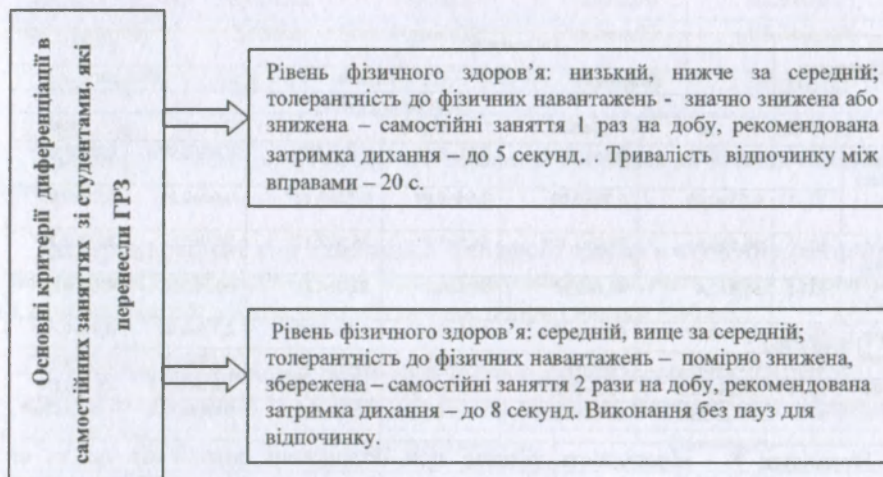 Основні критерії диференціації в
самостійних заняттях зі студентами, які
перенесли ГРЗ
Рівень фізичного здоров'я: низький, нижче за середній;
толерантність до фізичних навантажень - значно знижена або
знижена – самостійні заняття 1 раз на добу, рекомендована
затримка дихання – до 5 секунд. . Тривалість відпочинку між
вправами – 20 с.
Рівень фізичного здоров'я: середній, вище за середній;
толерантність до фізичних навантажень – помірно знижена,
збережена – самостійні заняття 2 рази на добу, рекомендована
затримка дихання – до 8 секунд. Виконання без пауз для
відпочинку.